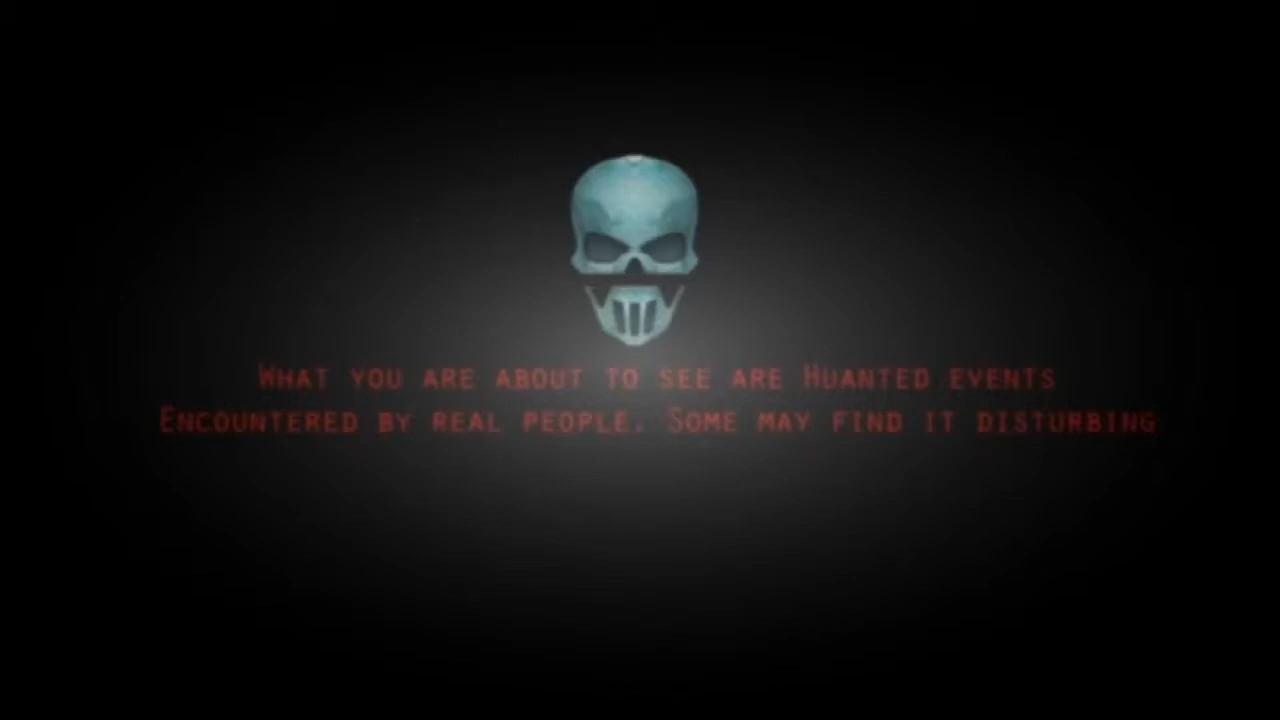 What you are about to see are Huanted events
Encountered by real people. Some may find it disturbing